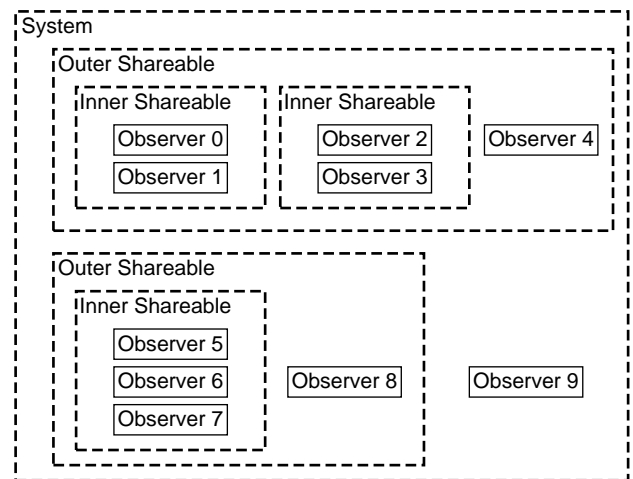 System
Outer Shareable
Inner Shareable
Observer 0
Observer 1
Inner Shareable
Observer 2
Observer 3
Observer 4
Outer Shareable
Inner Shareable
Observer 5
Observer 6
Observer 7
Observer 8
Observer 9